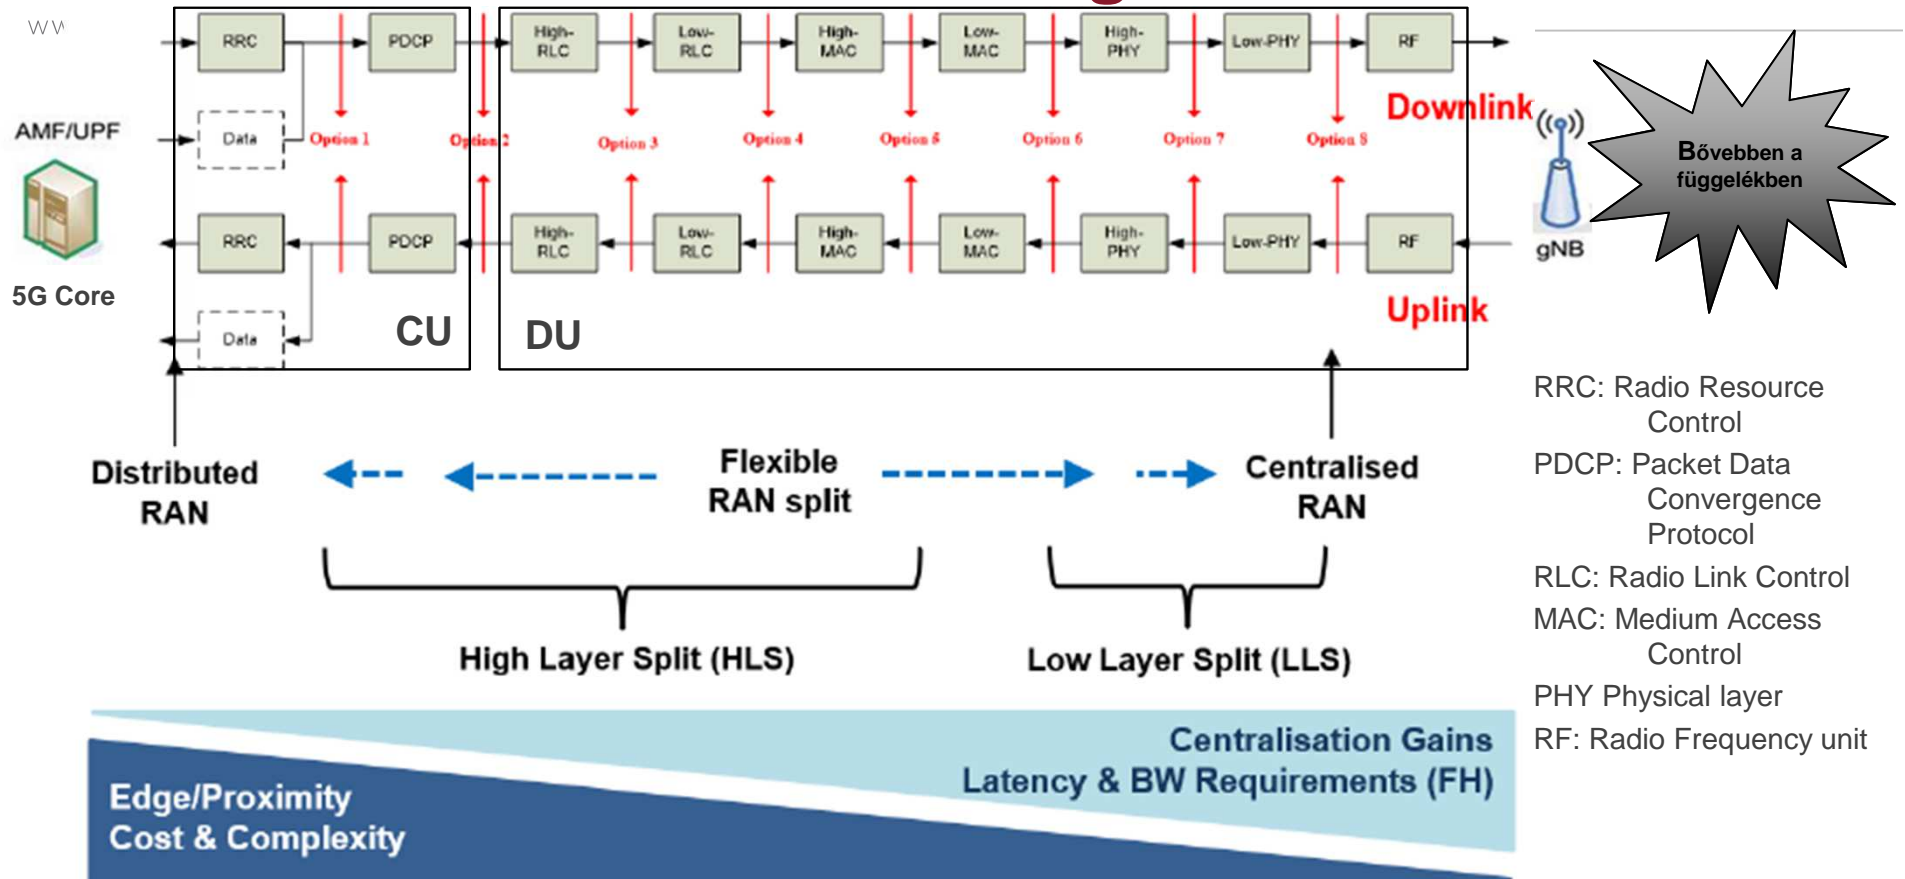 RRC
PDCP
High-
RLC
Low-
RLC
High-
MAC
Low-
MAC
High-
PHY
Low-PHY
RF
Downlink
AMF/UPF
Data
Option 1
Option 2
Option 3
Option 4
Option 5
Option 6
Option 7
Option 8
Bővebben a
függelékben
RRC
PDCP
High-
RLC
Low-
RLC
High-
MAC
Low-
MAC
High-
PHY
Low-PHY
RF
gNB
5G Core
Data
CU
DU
Uplink
Distributed
RAN
Flexible
RAN split
Centralised
RAN
High Layer Split (HLS)
Low Layer Split (LLS)
RRC: Radio Resource
Control
PDCP: Packet Data
Convergence
Protocol
RLC: Radio Link Control
MAC: Medium Access
Control
PHY Physical layer
RF: Radio Frequency unit
Centralisation Gains
Latency & BW Requirements (FH)
Edge/Proximity
Cost & Complexity